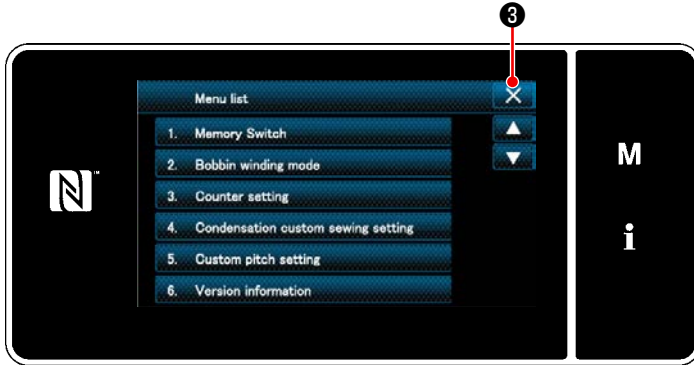 ❸
Menu list
1. Memory Switch
2. Bobbin winding mode
3. Counter setting
4. Condensation custom sewing setting
5. Custom pitch setting
6. Version information
N™
M
i